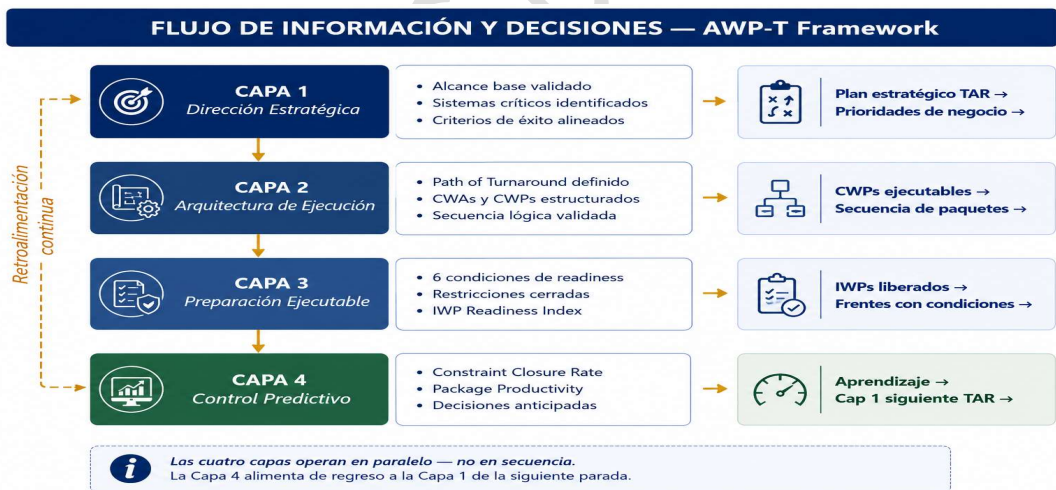 FLUJO DE INFORMACIÓN Y DECISIONES — AWP-T Framework
Retroalimentación
continua
CAPA 1
Dirección Estratégica
• Alcance base validado
• Sistemas críticos identificados
• Criterios de éxito alineados
Plan estratégico TAR →
Prioridades de negocio →
CAPA 2
Arquitectura de Ejecución
• Path of Turnaround definido
• CWAs y CWPs estructurados
• Secuencia lógica validada
CWPs ejecutables →
Secuencia de paquetes →
CAPA 3
Preparación Ejecutable
• 6 condiciones de readiness
• Restricciones cerradas
• IWP Readiness Index
IWPs liberados →
Frentes con condiciones →
CAPA 4
Control Predictivo
• Constraint Closure Rate
• Package Productivity
• Decisiones anticipadas
Aprendizaje →
Cap 1 siguiente TAR →
Las cuatro capas operan en paralelo — no en secuencia.
La Capa 4 alimenta de regreso a la Capa 1 de la siguiente parada.